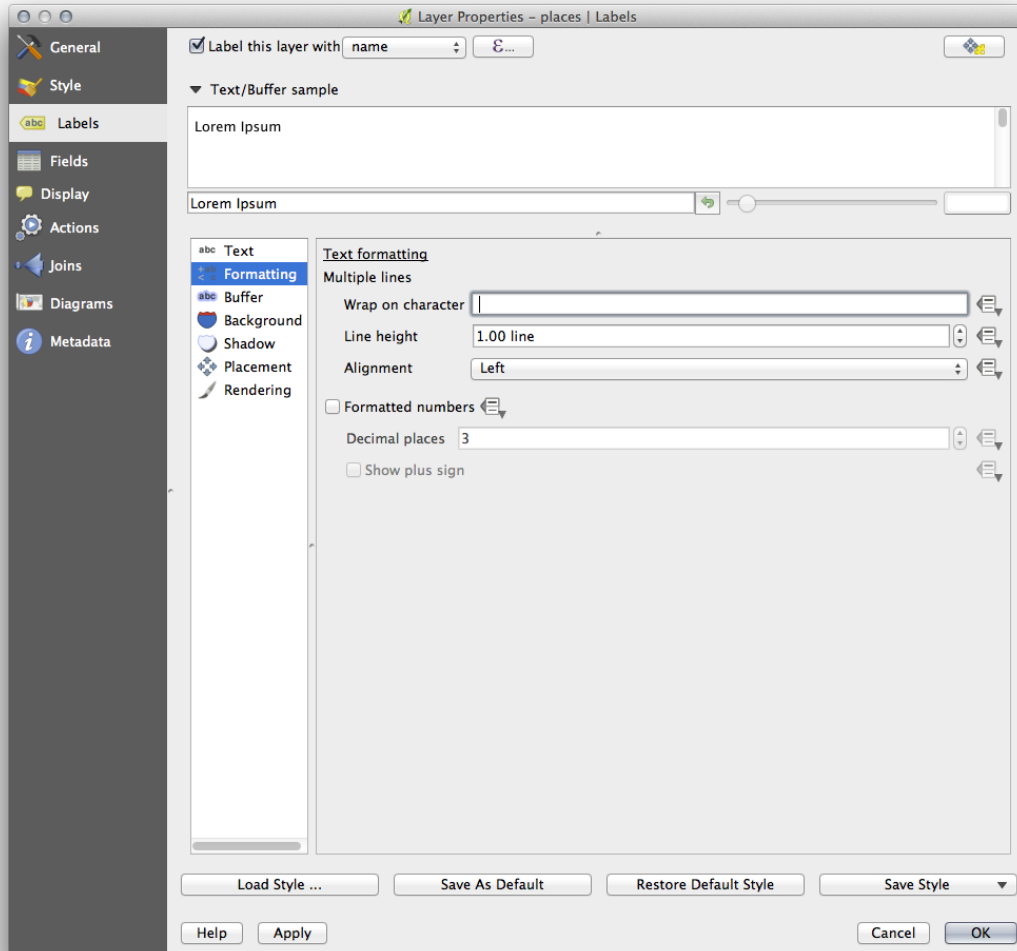 Layer Properties – places | Labels
General
Style
abc Labels
Fields
Display
Actions
Joins
Diagrams
Metadata
Label this layer with name ε...
Text/Buffer sample
Lorem Ipsum
Lorem Ipsum
abc Text
Formatting
abc Buffer
Background
Shadow
Placement
Rendering
Text formatting
Multiple lines
Wrap on character
Line height 1.00 line
Alignment Left
Formatted numbers
Decimal places 3
Show plus sign
Load Style ... Save As Default Restore Default Style Save Style
Help Apply Cancel OK